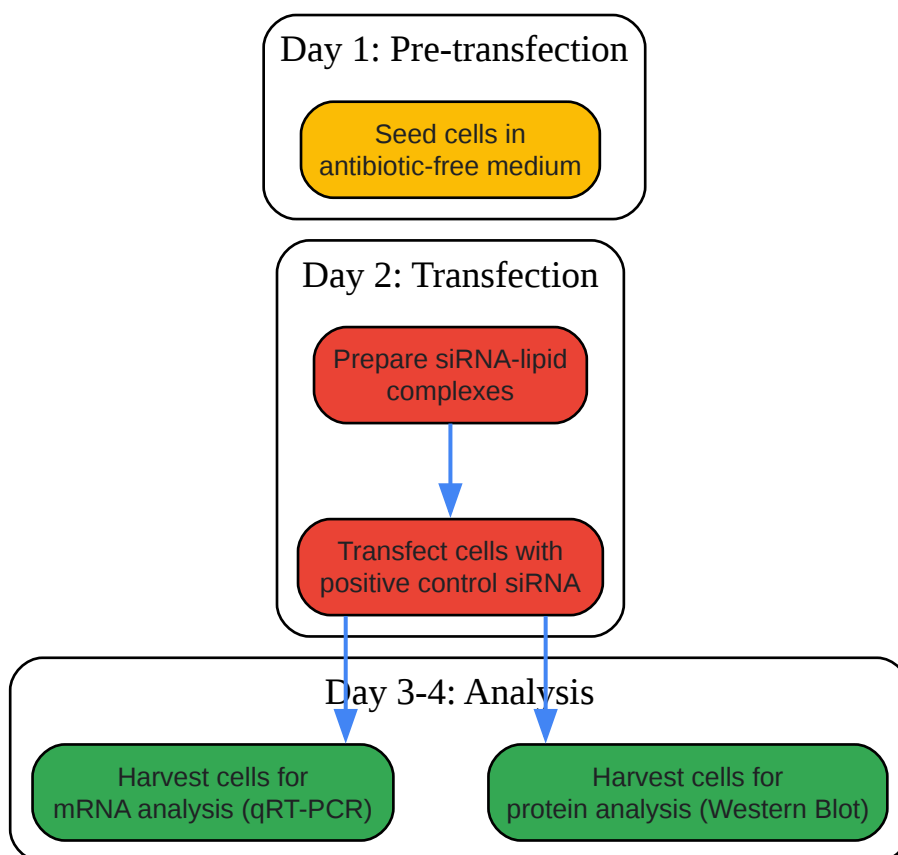 Day 1: Pre-transfection
Seed cells in
antibiotic-free medium
Day 2: Transfection
Prepare siRNA-lipid
complexes
Transfect cells with
positive control siRNA
Day 3-4: Analysis
Harvest cells for
mRNA analysis (qRT-PCR)
Harvest cells for
protein analysis (Western Blot)